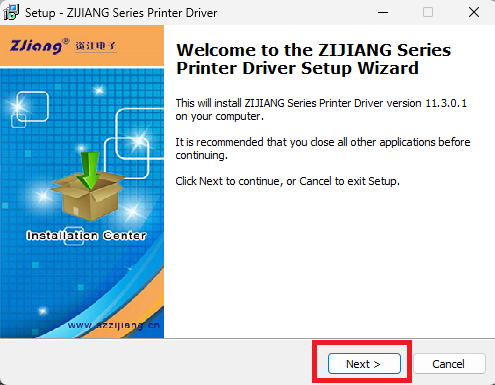 Setup - ZIJIANG Series Printer Driver
ZJiang® 资江电子
Installation Center
www.szzijiang.cn
Welcome to the ZIJIANG Series
Printer Driver Setup Wizard
This will install ZIJIANG Series Printer Driver version 11.3.0.1
on your computer.
It is recommended that you close all other applications before
continuing.
Click Next to continue, or Cancel to exit Setup.
Next >
Cancel